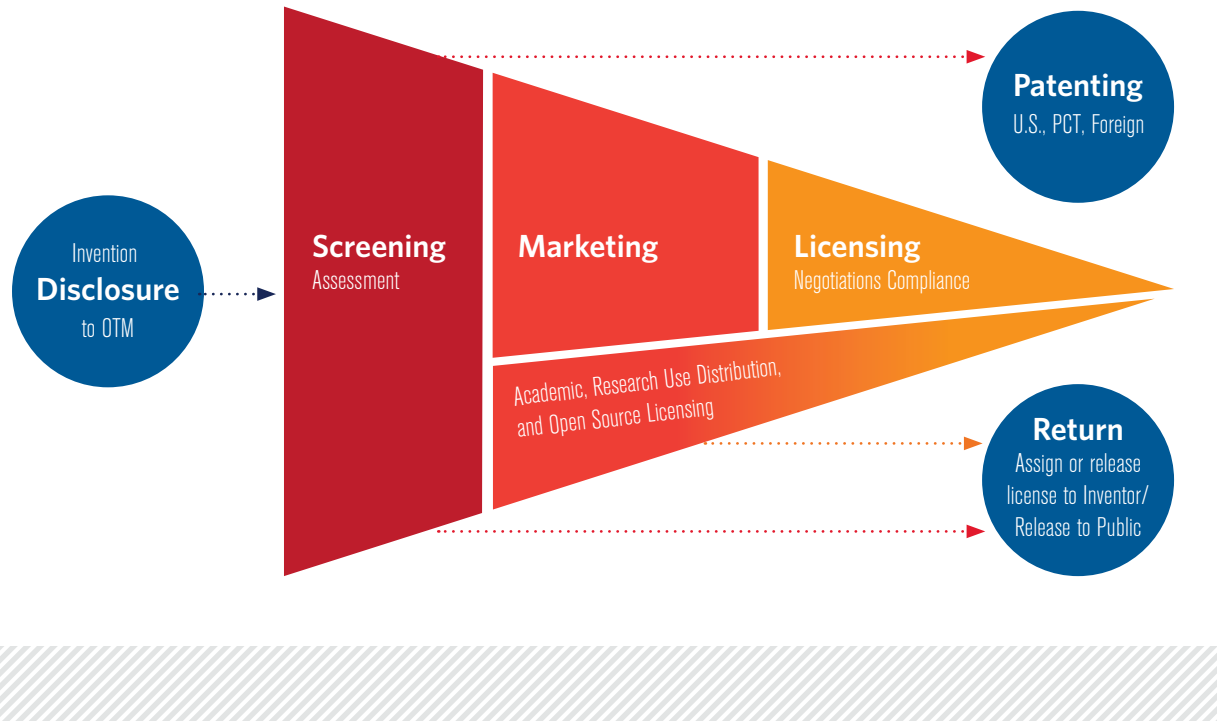 Invention
Disclosure
to OTM
Screening
Assessment
Marketing
Licensing
Negotiations Compliance
Academic, Research Use Distribution,
and Open Source Licensing
Patenting
U.S., PCT, Foreign
Return
Assign or release
license to Inventor/
Release to Public